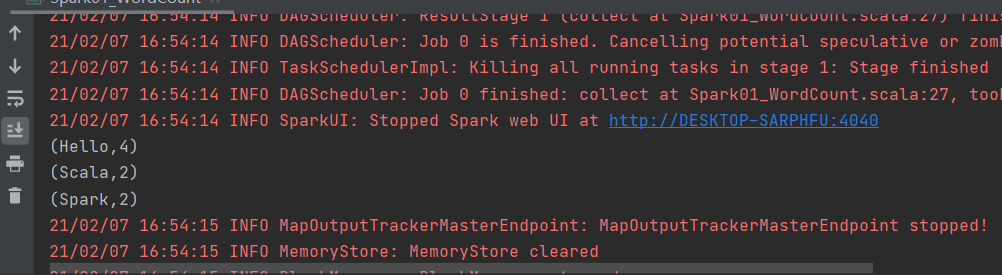 Spark01_WordCount
21/02/07 16:54:14 INFO DAGScheduler: ResultStage 1 (collect at Spark01_WordCount.scala:27) finis
21/02/07 16:54:14 INFO DAGScheduler: Job 0 is finished. Cancelling potential speculative or zomb
21/02/07 16:54:14 INFO TaskSchedulerImpl: Killing all running tasks in stage 1: Stage finished
21/02/07 16:54:14 INFO DAGScheduler: Job 0 finished: collect at Spark01_WordCount.scala:27, took
21/02/07 16:54:14 INFO SparkUI: Stopped Spark web UI at http://DESKTOP-SARPHFU:4040
(Hello,4)
(Scala,2)
(Spark,2)
21/02/07 16:54:15 INFO MapOutputTrackerMasterEndpoint: MapOutputTrackerMasterEndpoint stopped!
21/02/07 16:54:15 INFO MemoryStore: MemoryStore cleared